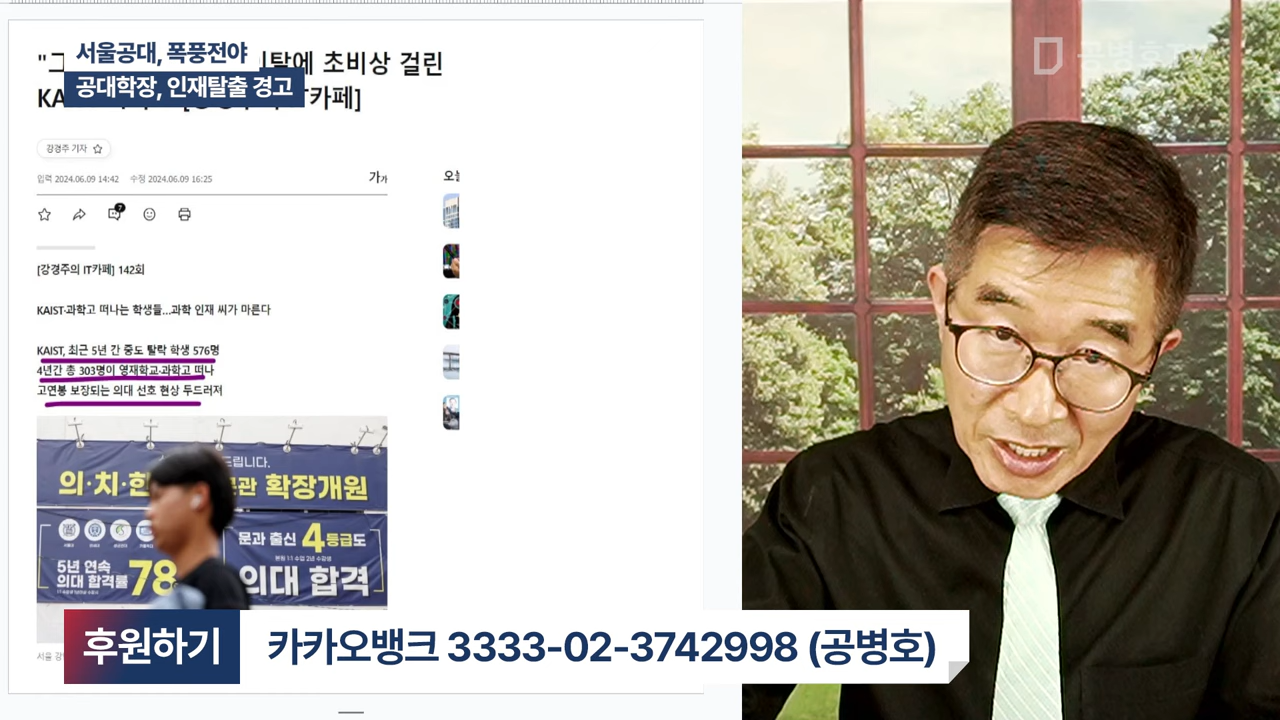 서울공대, 폭풍전야
공대학장, 인재탈출 경고
탈에 초비상 걸린
카페]
강경주 기자
입력 2024.06.09 14:42 수정 2024.06.09 16:25
가가
[강경주의 IT카페] 142회
KAIST·과학고 떠나는 학생들...과학 인재 씨가 마른다
KAIST, 최근 5년 간 중도 탈락 학생 576명
4년간 총 303명이 영재학교·과학고 떠나
고연봉 보장되는 의대 선호 현상 두드러져
드립니다.
의·치·한 확장개원
문과 출신 4등급도
의대 합격
5년 연속
의대 합격률 78
후원하기
카카오뱅크 3333-02-3742998 (공병호)
공병호